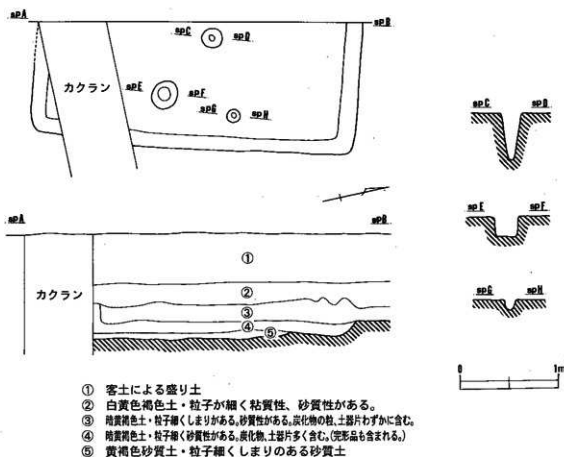 spA
spB
spC
spD
カクラン
spE
spF
spG
spH
spC
spD
spE
spF
spG
spH
spA
spB
カクラン
①
②
③
④
⑤
0
1m
① 客土による盛り土
② 白黄色褐色土・粒子が細く粘質性、砂質性がある。
③ 暗黄褐色土・粒子細くしまりがある。砂質性がある。炭化物の粒、土器片わずかに含む。
④ 暗黄褐色土・粒子細く砂質性がある。炭化物、土器片多く含む。(完形品も含まれる。)
⑤ 黄褐色砂質土・粒子細くしまりのある砂質土